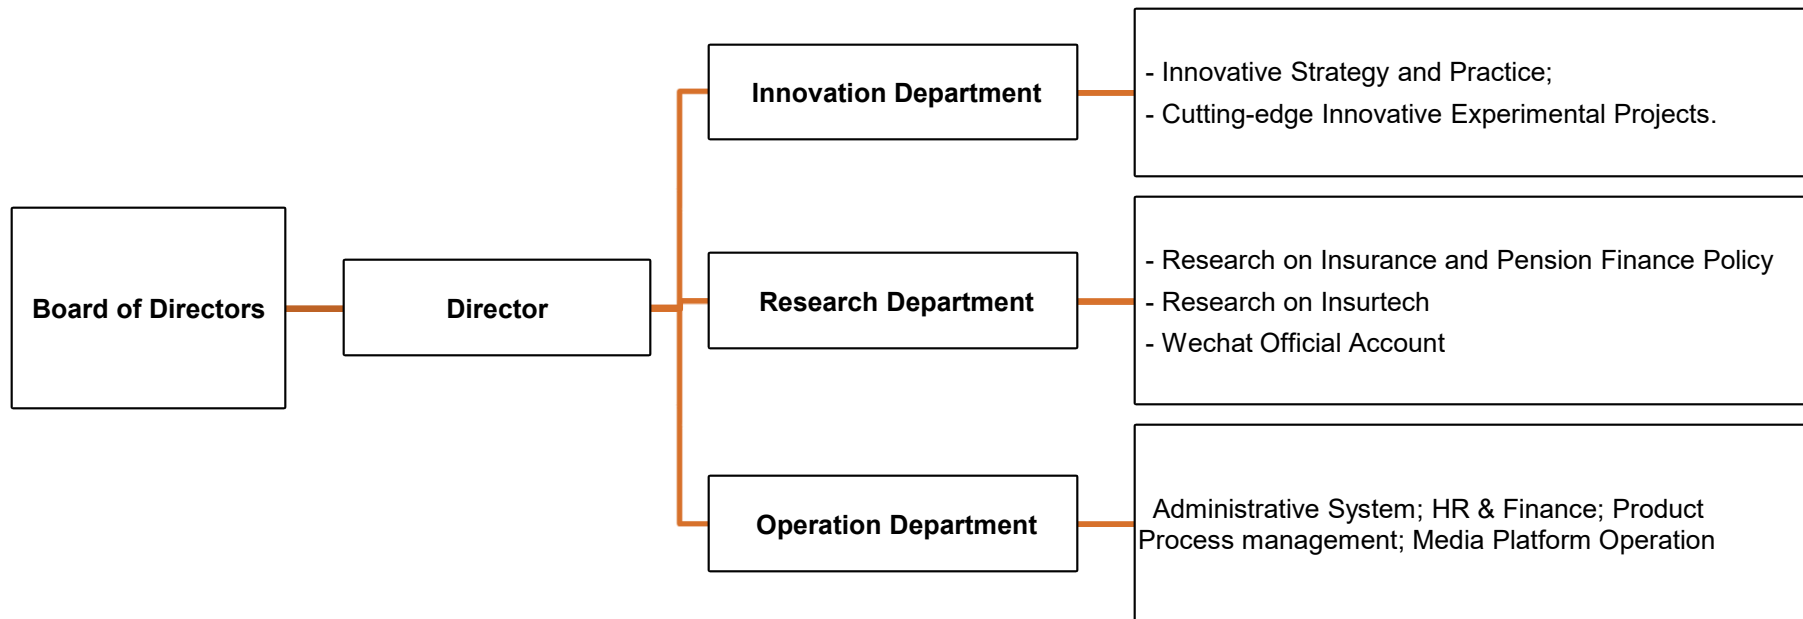 Board of Directors
Director
Innovation Department
- Innovative Strategy and Practice;
- Cutting-edge Innovative Experimental Projects.
Research Department
- Research on Insurance and Pension Finance Policy
- Research on Insurtech
- Wechat Official Account
Operation Department
Administrative System; HR & Finance; Product
Process management; Media Platform Operation